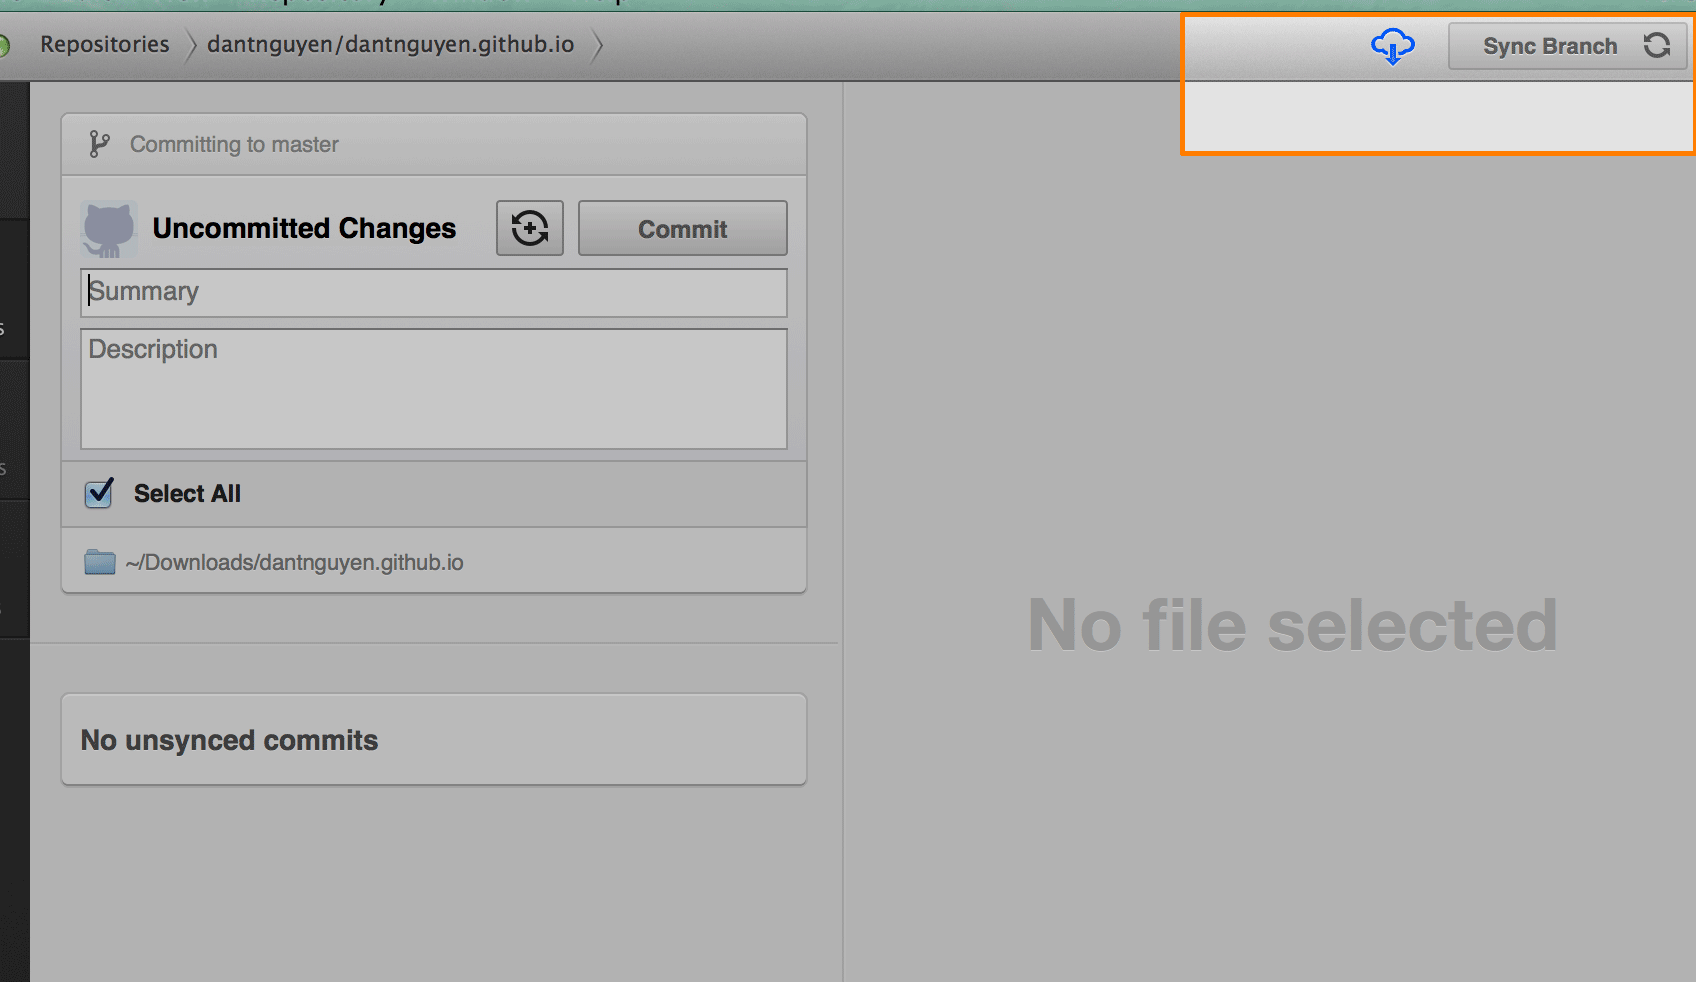 Repositories
dantnguyen/dantnguyen.github.io
Sync Branch
Committing to master
Uncommitted Changes
Commit
Summary
Description
Select All
~/Downloads/dantnguyen.github.io
No file selected
No unsynced commits